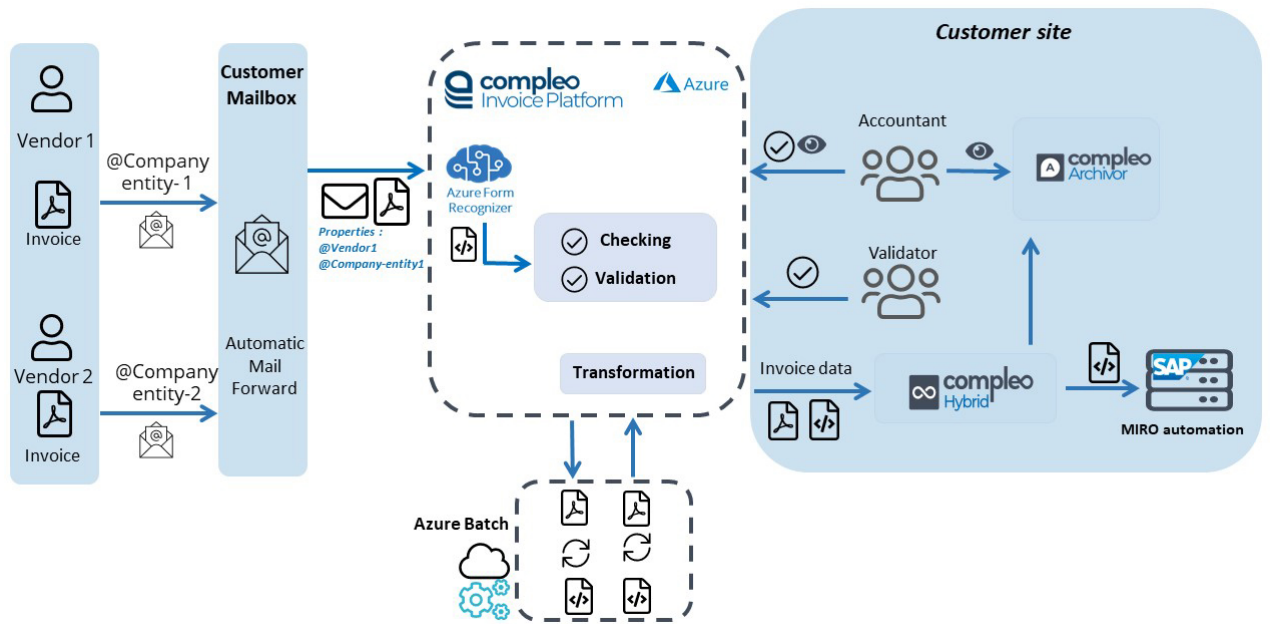 Vendor 1
Invoice
Vendor 2
Invoice
@Company
entity- 1
@
@Company
entity-2
@
Customer
Mailbox
@
Automatic
Mail
Forward
Properties :
@Vendor1
@Company-entity1
compleo
Invoice Platform
Azure
Azure Form
Recognizer
</>
Checking
Validation
Transformation
Azure Batch
</>
</>
Customer site
Accountant
compleo
Archivor
A
Validator
Invoice data
</>
compleo
Hybrid
</>
SAP
MIRO automation